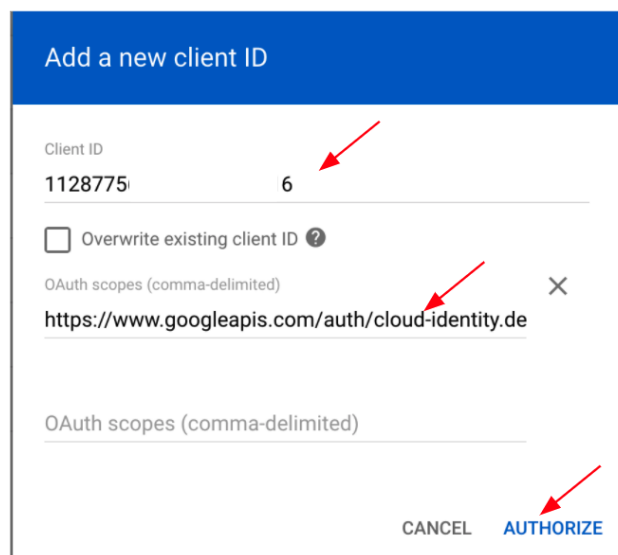 Add a new client ID
Client ID
1128775 6
Overwrite existing client ID ?
OAuth scopes (comma-delimited)
https://www.googleapis.com/auth/cloud-identity.de
OAuth scopes (comma-delimited)
CANCEL AUTHORIZE